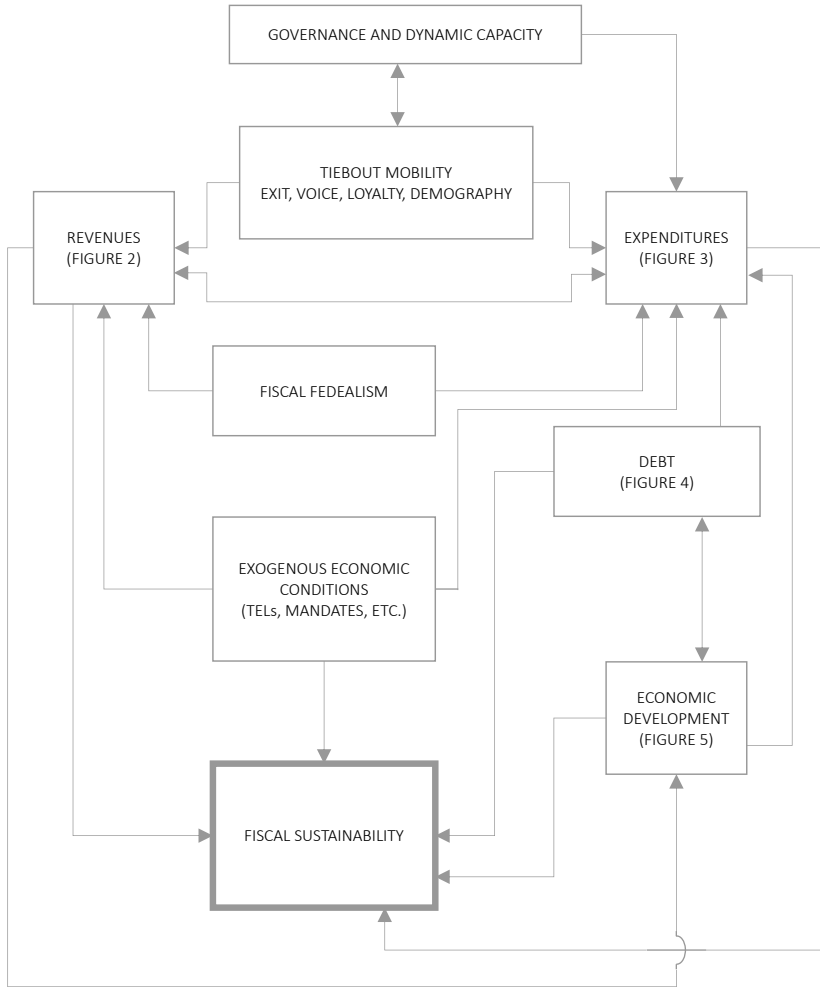 GOVERNANCE AND DYNAMIC CAPACITY
TIEBOUT MOBILITY
EXIT, VOICE, LOYALTY, DEMOGRAPHY
REVENUES
(FIGURE 2)
EXPENDITURES
(FIGURE 3)
FISCAL FEDEALISM
DEBT
(FIGURE 4)
EXOGENOUS ECONOMIC
CONDITIONS
(TELs, MANDATES, ETC.)
ECONOMIC
DEVELOPMENT
(FIGURE 5)
FISCAL SUSTAINABILITY